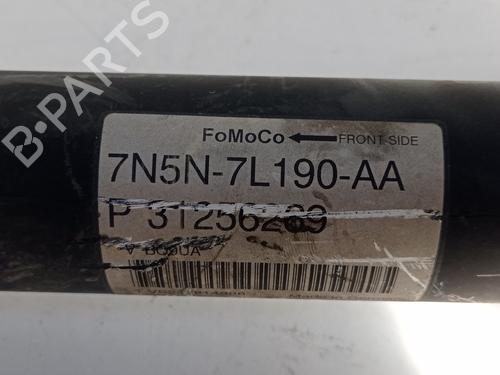 FoMoCo ← FRONT SIDE
7N5N-7L190-AA
P 31256269
B-PARTS